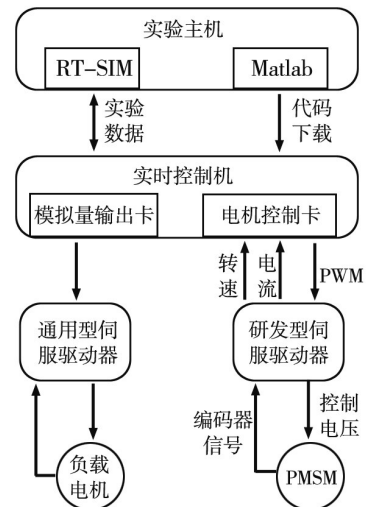 实验主机
RT-SIM
Matlab
实验
数据
代码
下载
实时控制机
模拟量输出卡
电机控制卡
转
速
电
流
PWM
通用型伺
服驱动器
研发型伺
服驱动器
编码器
信号
控制
电压
负载
电机
PMSM